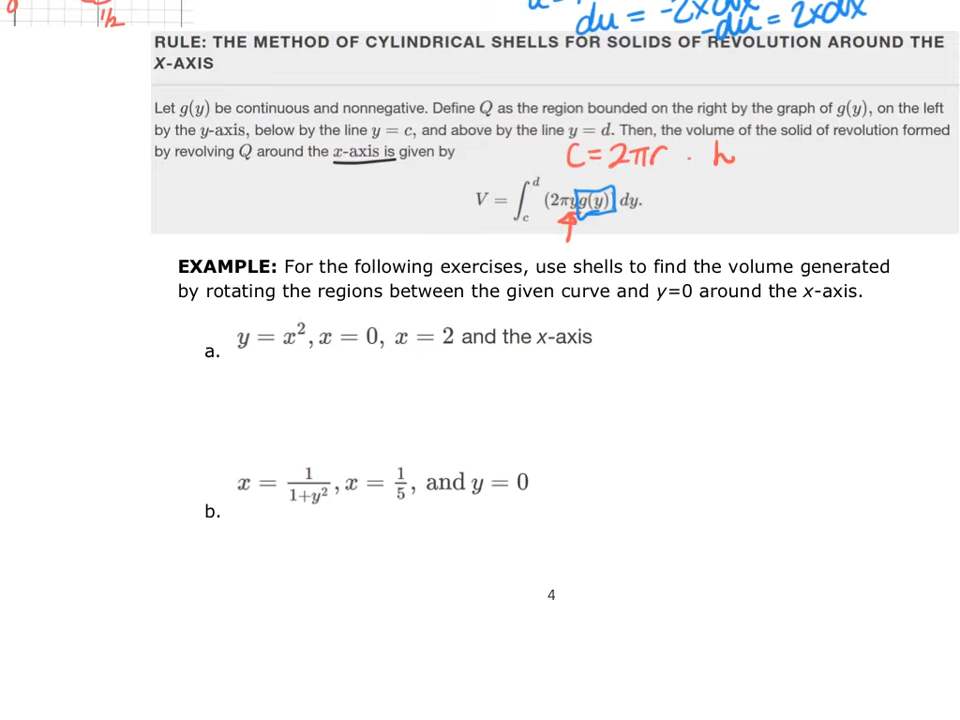 1/2
du = -2xdx
-du = 2xdx
RULE: THE METHOD OF CYLINDRICAL SHELLS FOR SOLIDS OF REVOLUTION AROUND THE
X-AXIS
Let g(y) be continuous and nonnegative. Define Q as the region bounded on the right by the graph of g(y), on the left
by the y-axis, below by the line y = c, and above by the line y = d. Then, the volume of the solid of revolution formed
by revolving Q around the x-axis is given by
C = 2πr · h
V = ∫_c^d (2πyg(y)) dy.
EXAMPLE: For the following exercises, use shells to find the volume generated
by rotating the regions between the given curve and y=0 around the x-axis.
a. y = x², x = 0, x = 2 and the x-axis
b. x = 1/(1+y²), x = 1/5, and y = 0
4